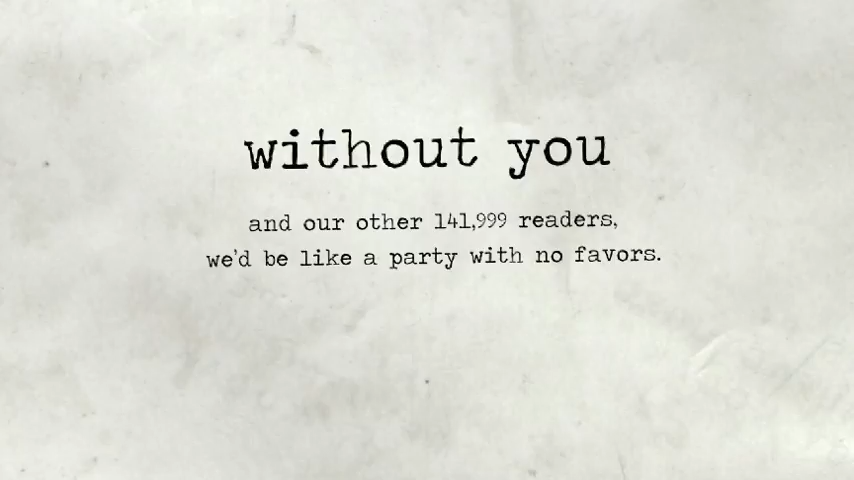 without you
and our other 141,999 readers,
we'd be like a party with no favors.